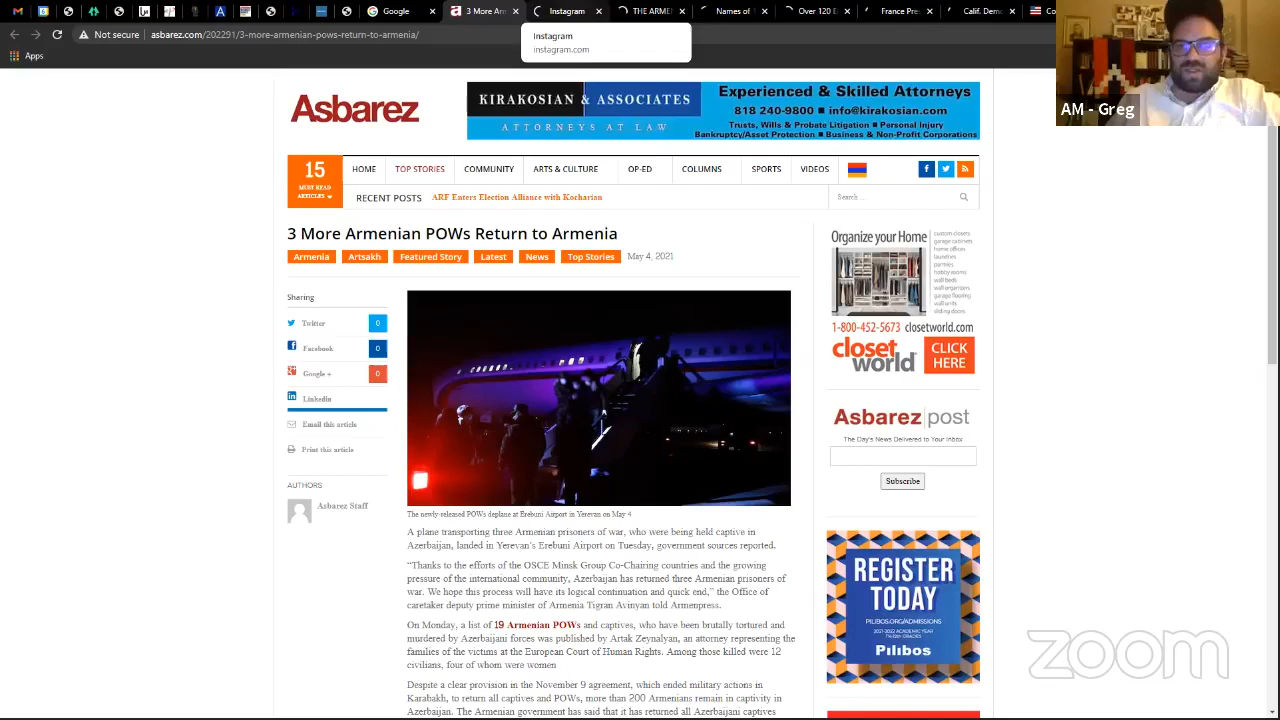 newly-released
Google
3 More Arm
Instagram
THE ARME
Names of
Over 120 E
France Pre
Calif. Demo
Not secure
asbarez.com/202291/3-more-armenian-pows-return-to-armenia/
Instagram
instagram.com
Apps
AM - Greg
Asbarez
KIRAKOSIAN & ASSOCIATES
ATTORNEYS AT LAW
Experienced & Skilled Attorneys
818 240-9800 ■ info@kirakosian.com
Trusts, Wills & Probate Litigation ■ Personal Injury
Bankruptcy/Asset Protection ■ Business & Non-Profit Corporations
15
MUST READ
ARTICLES
HOME
TOP STORIES
COMMUNITY
ARTS & CULTURE
OP-ED
COLUMNS
SPORTS
VIDEOS
RECENT POSTS
ARF Enters Election Alliance with Kocharian
Search ...
3 More Armenian POWs Return to Armenia
Armenia
Artsakh
Featured Story
Latest
News
Top Stories
May 4, 2021
Sharing
Twitter 0
Facebook 0
Google + 0
Linkedin
Email this article
Print this article
AUTHORS
Asbarez Staff
The newly-released POWs deplane at Erebuni Airport in Yerevan on May 4
A plane transporting three Armenian prisoners of war, who were being held captive in
Azerbaijan, landed in Yerevan's Erebuni Airport on Tuesday, government sources reported.
“Thanks to the efforts of the OSCE Minsk Group Co-Chairing countries and the growing
pressure of the international community, Azerbaijan has returned three Armenian prisoners of
war. We hope this process will have its logical continuation and quick end,” the Office of
caretaker deputy prime minister of Armenia Tigran Avinyan told Armenpress.
On Monday, a list of 19 Armenian POWs and captives, who have been brutally tortured and
murdered by Azerbaijani forces was published by Artak Zeynalyan, an attorney representing the
families of the victims at the European Court of Human Rights. Among those killed were 12
civilians, four of whom were women
Despite a clear provision in the November 9 agreement, which ended military actions in
Karabakh, to return all captives and POWs, more than 200 Armenians remain in captivity in
Azerbaijan. The Armenian government has said that it has returned all Azerbaijani captives
Organize your Home
custom closets
garage cabinets
home offices
laundries
pantries
hobby rooms
wall beds
wall organizers
garage flooring
wall units
sliding doors
1-800-452-5673 closetworld.com
closet
world
CLICK
HERE
Asbarez post
The Day's News Delivered to Your Inbox
Subscribe
REGISTER
TODAY
PILIBOS.ORG/ADMISSIONS
2021-2022 ACADEMIC YEAR
Pilibos
zoom